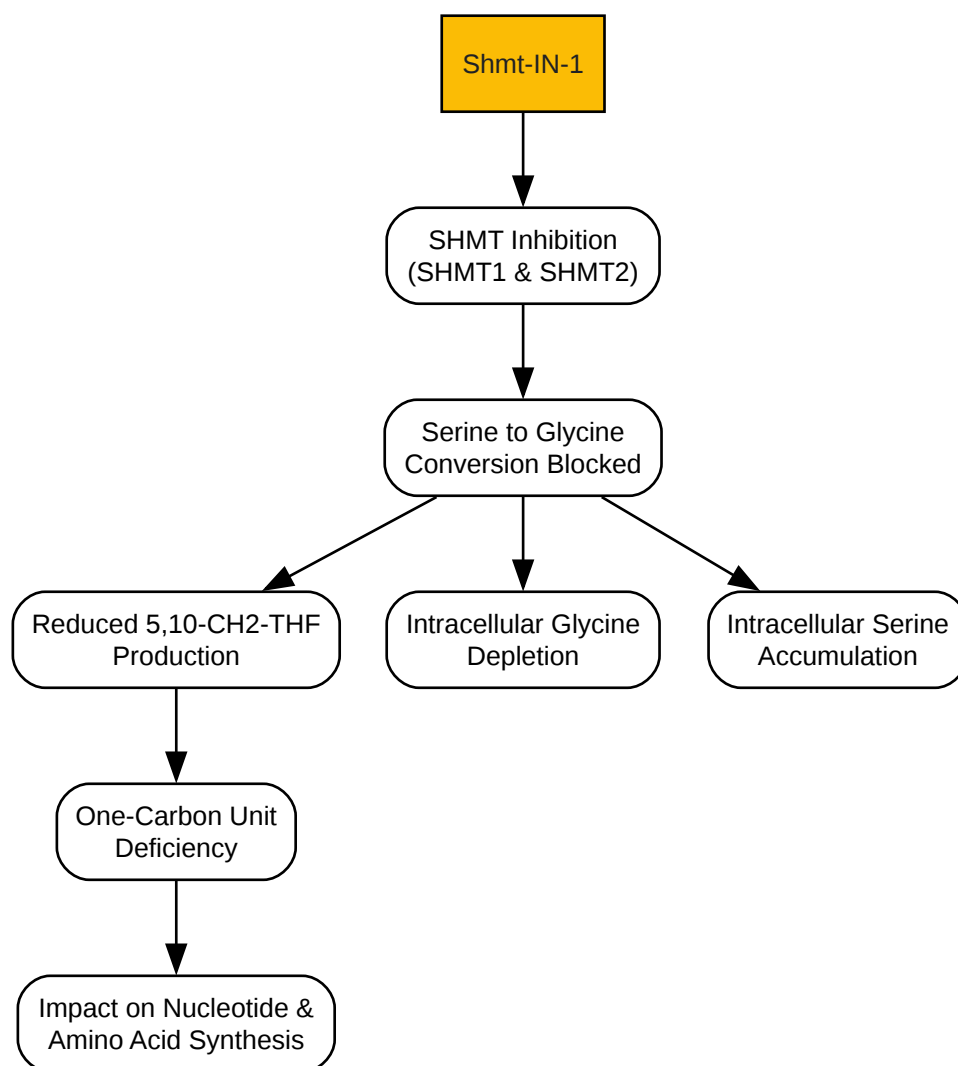 Shmt-IN-1
SHMT Inhibition
(SHMT1 & SHMT2)
Serine to Glycine
Conversion Blocked
Reduced 5,10-CH2-THF
Production
Intracellular Glycine
Depletion
Intracellular Serine
Accumulation
One-Carbon Unit
Deficiency
Impact on Nucleotide &
Amino Acid Synthesis